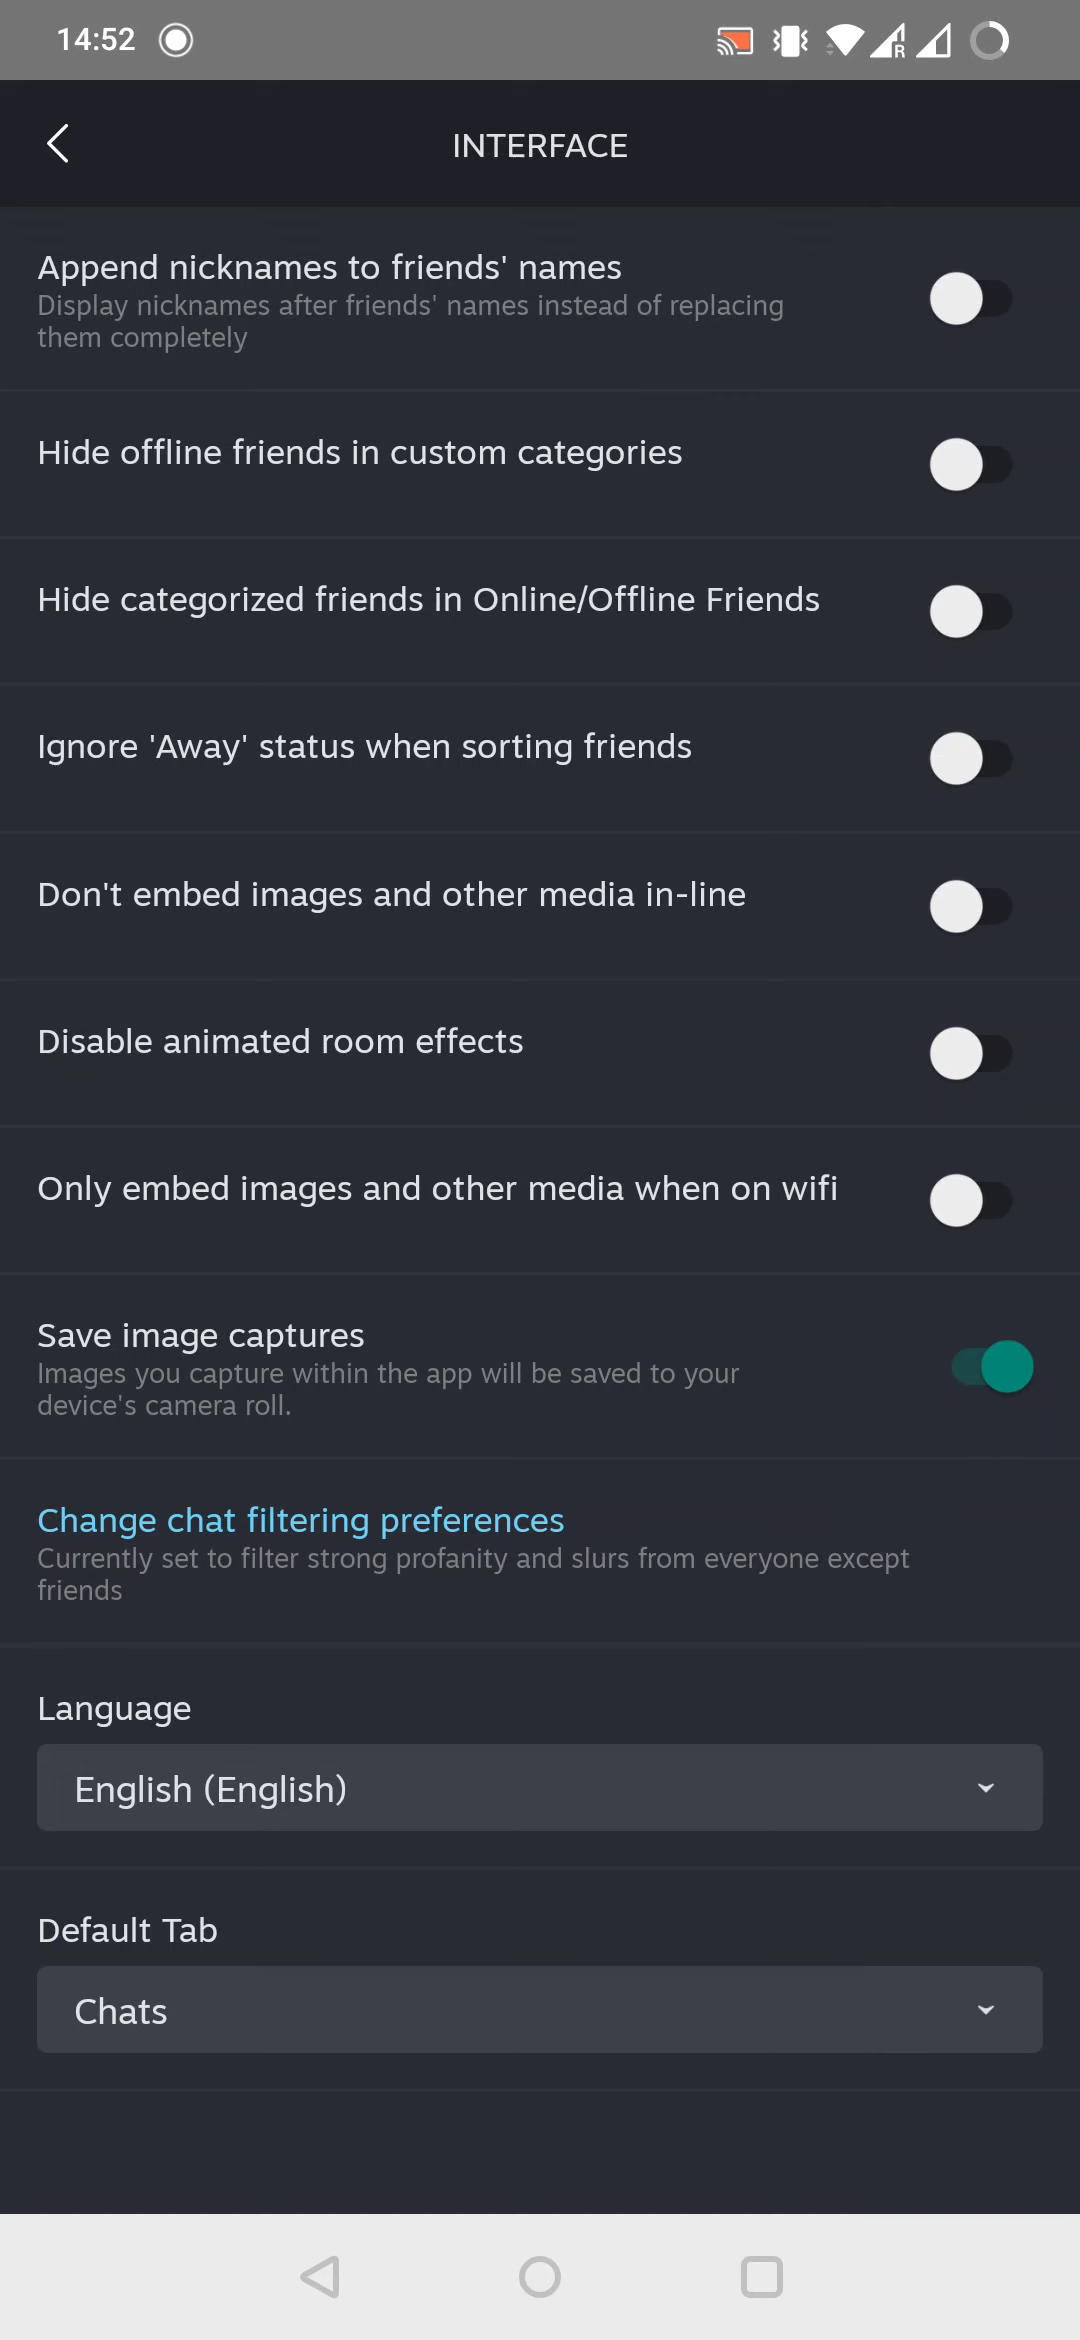 14:52
INTERFACE
Append nicknames to friends' names
Display nicknames after friends' names instead of replacing
them completely
Hide offline friends in custom categories
Hide categorized friends in Online/Offline Friends
Ignore 'Away' status when sorting friends
Don't embed images and other media in-line
Disable animated room effects
Only embed images and other media when on wifi
Save image captures
Images you capture within the app will be saved to your
device's camera roll.
Change chat filtering preferences
Currently set to filter strong profanity and slurs from everyone except
friends
Language
English (English)
Default Tab
Chats